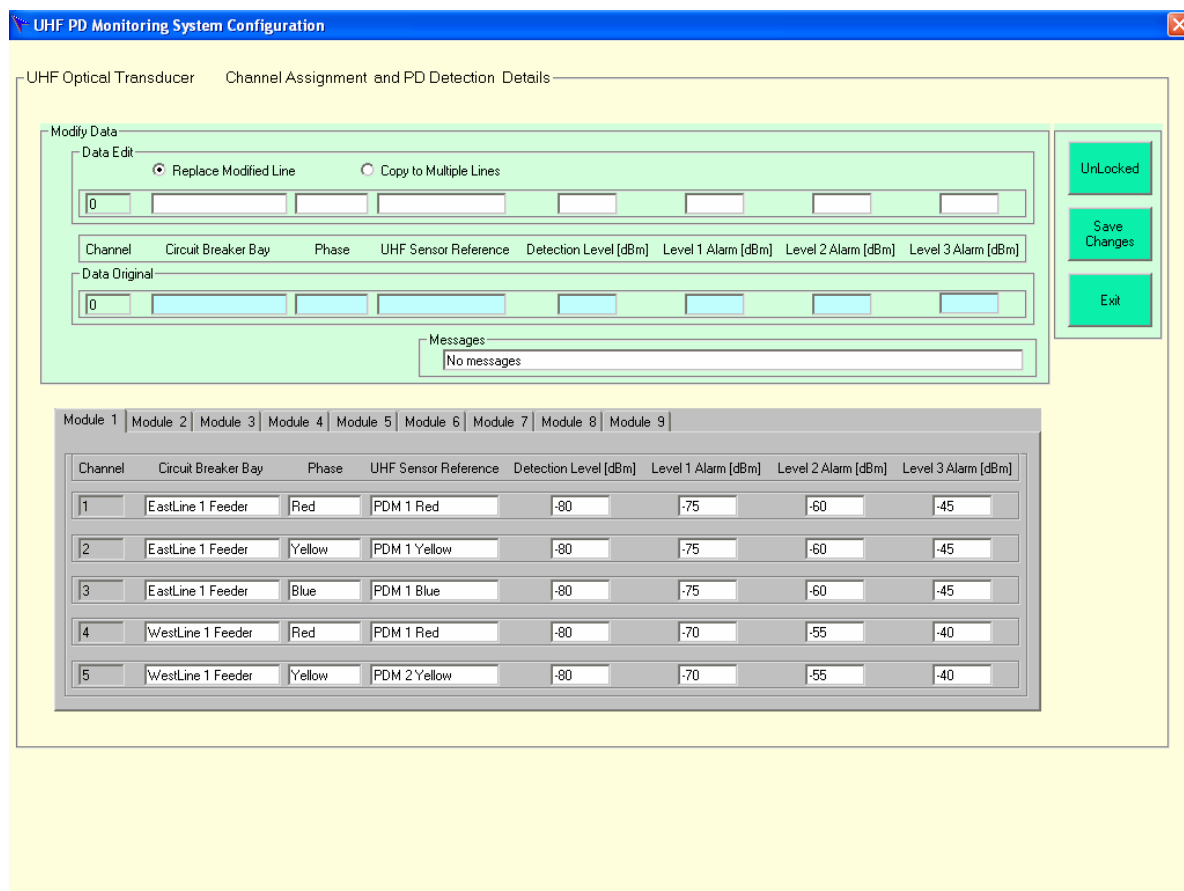 UHF PD Monitoring System Configuration
UHF Optical Transducer Channel Assignment and PD Detection Details
Modify Data
Data Edit
Replace Modified Line Copy to Multiple Lines
0
Channel Circuit Breaker Bay Phase UHF Sensor Reference Detection Level [dBm] Level 1 Alarm [dBm] Level 2 Alarm [dBm] Level 3 Alarm [dBm]
Data Original
0
Messages
No messages
UnLocked
Save
Changes
Exit
Module 1 Module 2 Module 3 Module 4 Module 5 Module 6 Module 7 Module 8 Module 9
Channel Circuit Breaker Bay Phase UHF Sensor Reference Detection Level [dBm] Level 1 Alarm [dBm] Level 2 Alarm [dBm] Level 3 Alarm [dBm]
1 EastLine 1 Feeder Red PDM 1 Red -80 -75 -60 -45
2 EastLine 1 Feeder Yellow PDM 1 Yellow -80 -75 -60 -45
3 EastLine 1 Feeder Blue PDM 1 Blue -80 -75 -60 -45
4 WestLine 1 Feeder Red PDM 1 Red -80 -70 -55 -40
5 WestLine 1 Feeder Yellow PDM 2 Yellow -80 -70 -55 -40